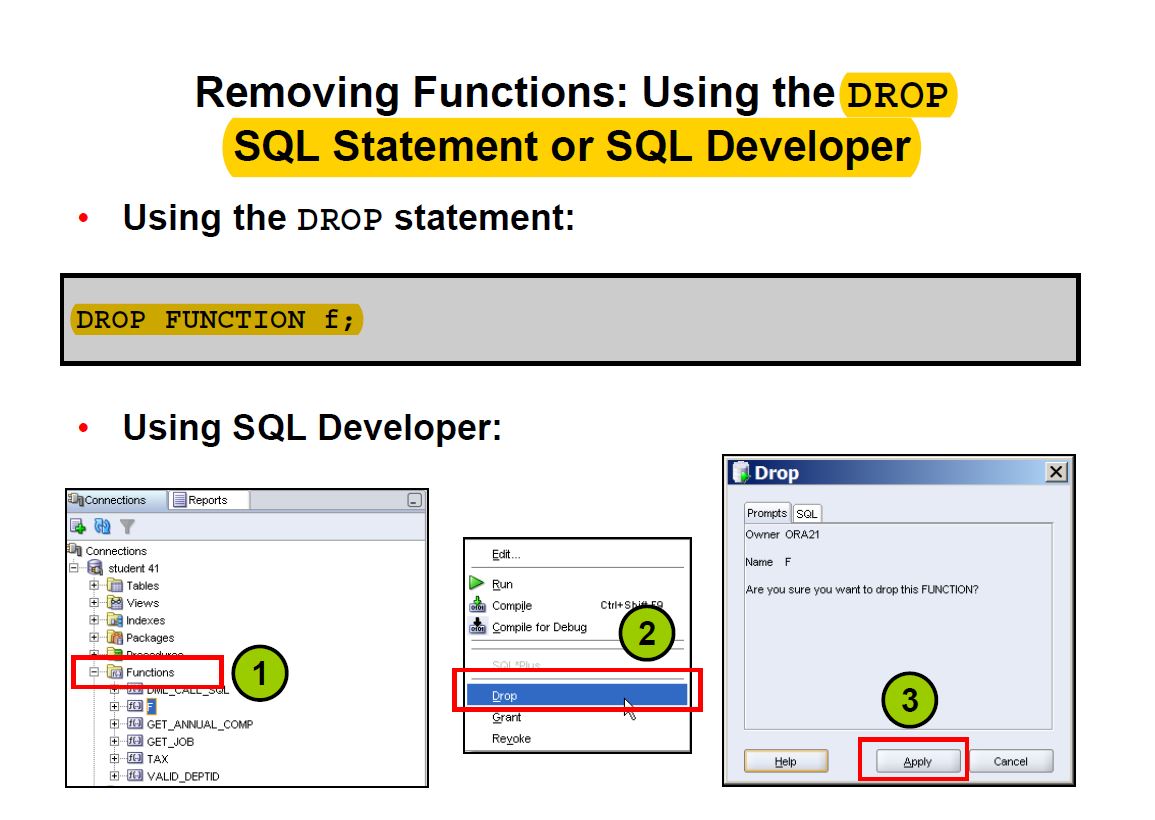 Removing Functions: Using the DROP
SQL Statement or SQL Developer
• Using the DROP statement:
DROP FUNCTION f;
• Using SQL Developer:
Connections Reports
Connections
student 41
Tables
Views
Indexes
Packages
Procedures
Functions
DML_CALL_SQL
F
GET_ANNUAL_COMP
GET_JOB
TAX
VALID_DEPTID
1
Edit...
Run
Compile Ctrl+Shift-F9
Compile for Debug
SQL*Plus
Drop
Grant
Revoke
2
Drop
Prompts SQL
Owner ORA21
Name F
Are you sure you want to drop this FUNCTION?
3
Help Apply Cancel